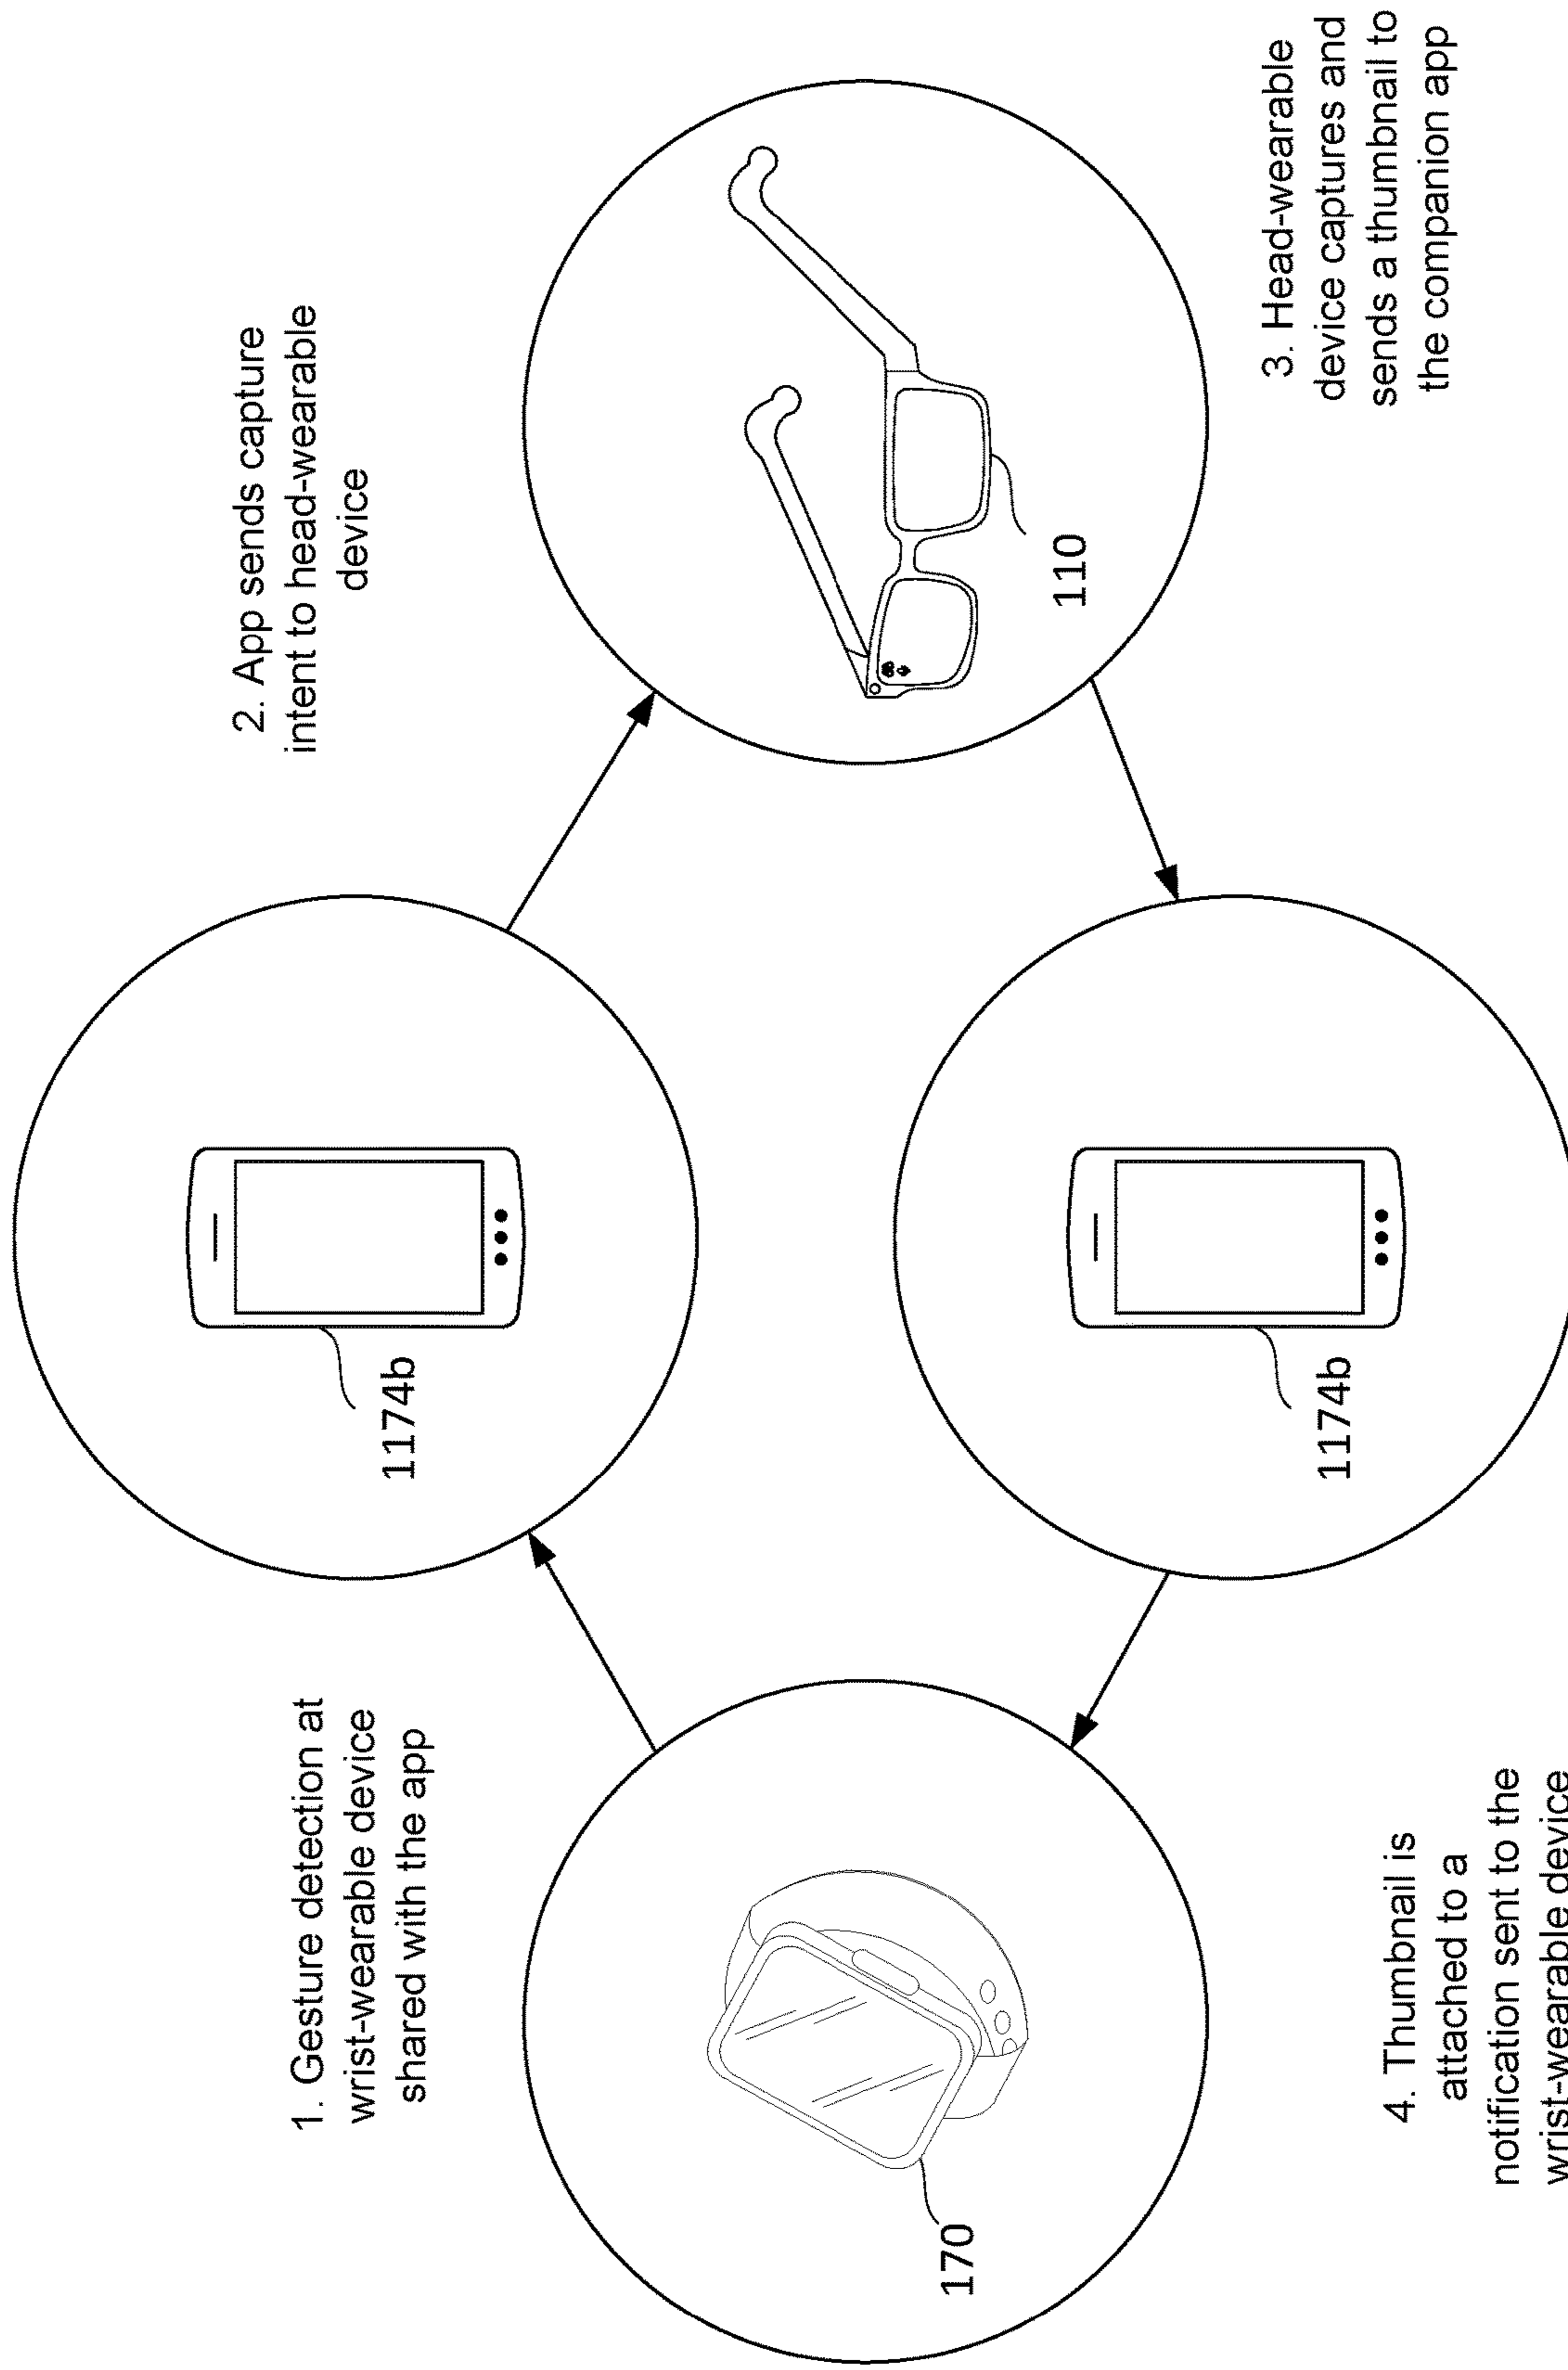 1. Gesture detection at
wrist-wearable device
shared with the app
2. App sends capture
intent to head-wearable
device
1174b
170
110
1174b
3. Head-wearable
device captures and
sends a thumbnail to
the companion app
4. Thumbnail is
attached to a
notification sent to the
wrist-wearable device